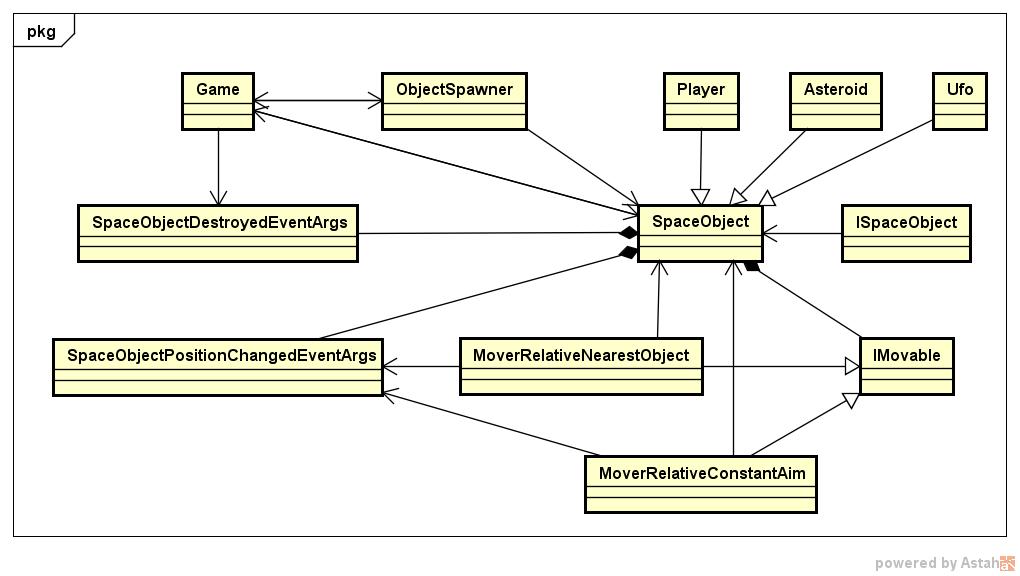 pkg
Game
ObjectSpawner
Player
Asteroid
Ufo
SpaceObjectDestroyedEventArgs
SpaceObject
ISpaceObject
SpaceObjectPositionChangedEventArgs
MoverRelativeNearestObject
IMovable
MoverRelativeConstantAim
powered by Astah